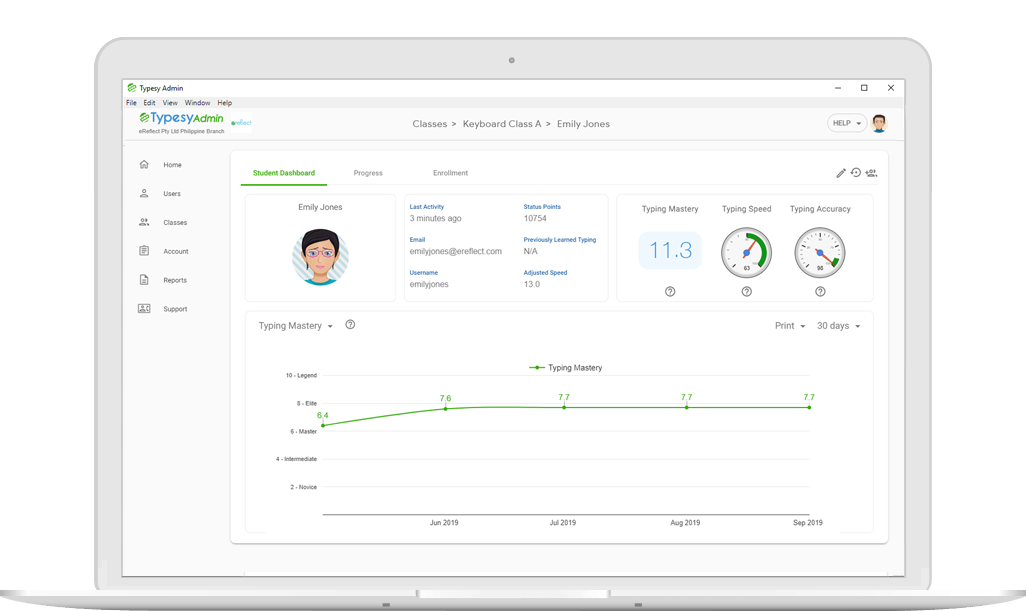 Typesy Admin
File Edit View Window Help
TypesyAdmin
eReflect Pty Ltd Philippine Branch
eReflect
Classes > Keyboard Class A > Emily Jones
HELP
Home
Users
Classes
Account
Reports
Support
Student Dashboard Progress Enrollment
Emily Jones
Last Activity
3 minutes ago
Email
emilyjones@ereflect.com
Username
emilyjones
Status Points
10754
Previously Learned Typing
N/A
Adjusted Speed
13.0
Typing Mastery Typing Speed Typing Accuracy
11.3
63
98
Typing Mastery
Print 30 days
Typing Mastery
10 - Legend
8 - Elite
6 - Master
4 - Intermediate
2 - Novice
6.4 7.6 7.7 7.7 7.7
Jun 2019 Jul 2019 Aug 2019 Sep 2019